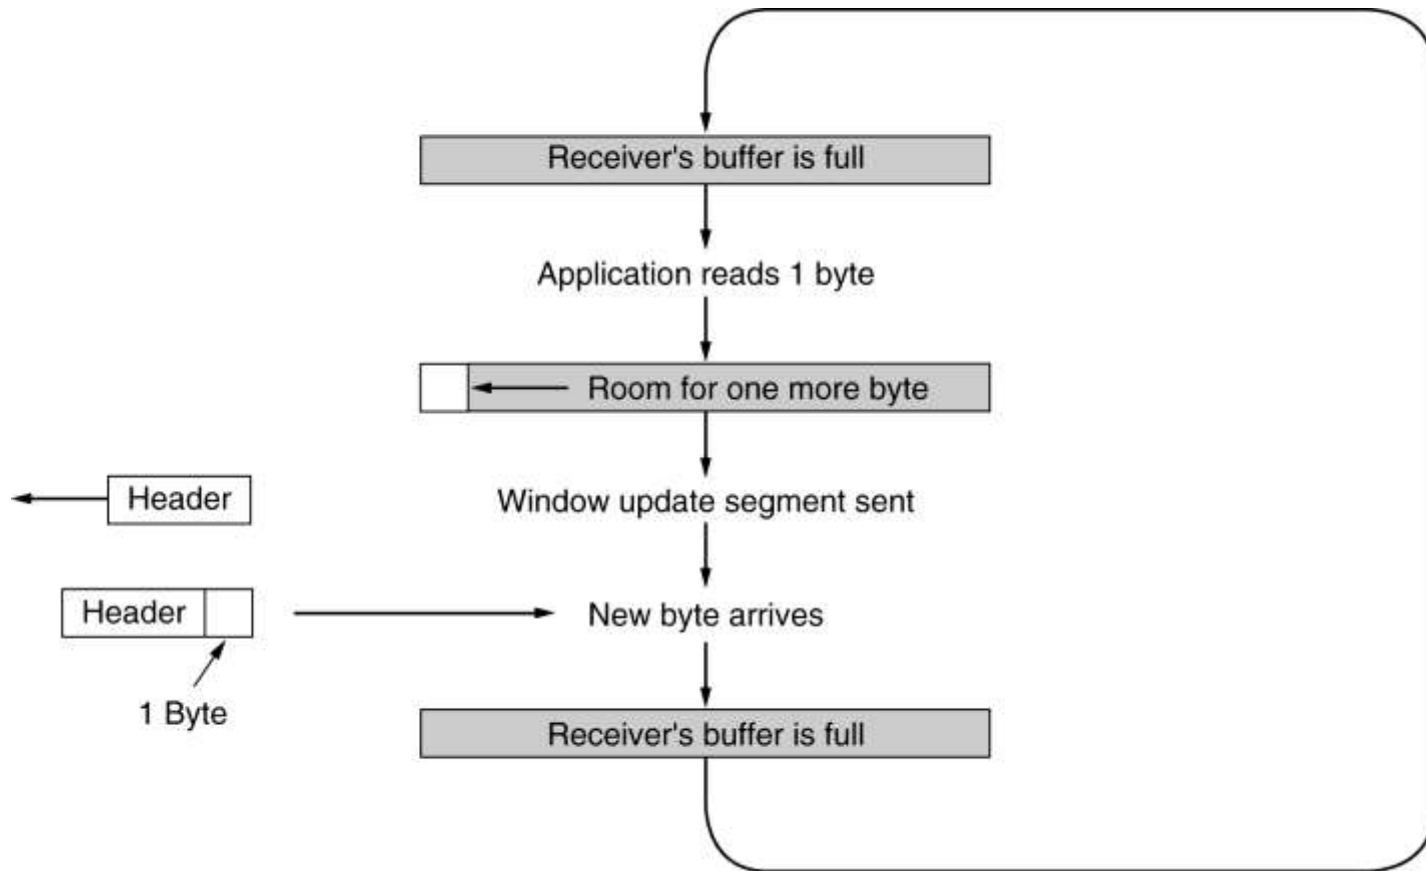 Receiver's buffer is full
Application reads 1 byte
Room for one more byte
Header
Window update segment sent
Header
New byte arrives
1 Byte
Receiver's buffer is full